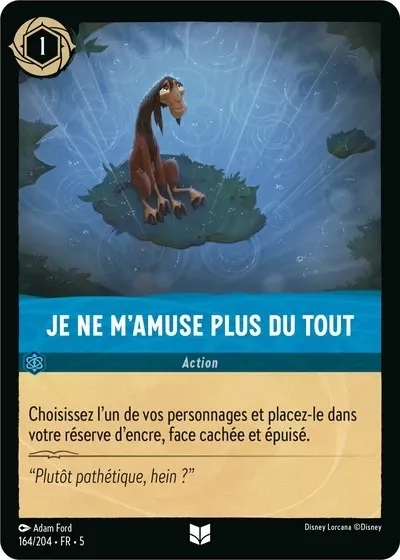 1
JE NE M'AMUSE PLUS DU TOUT
Action
Choisissez l'un de vos personnages et placez-le dans
votre réserve d'encre, face cachée et épuisé.
“Plutôt pathétique, hein ?”
Adam Ford
164/204 • FR • 5
Disney Lorcana ©Disney